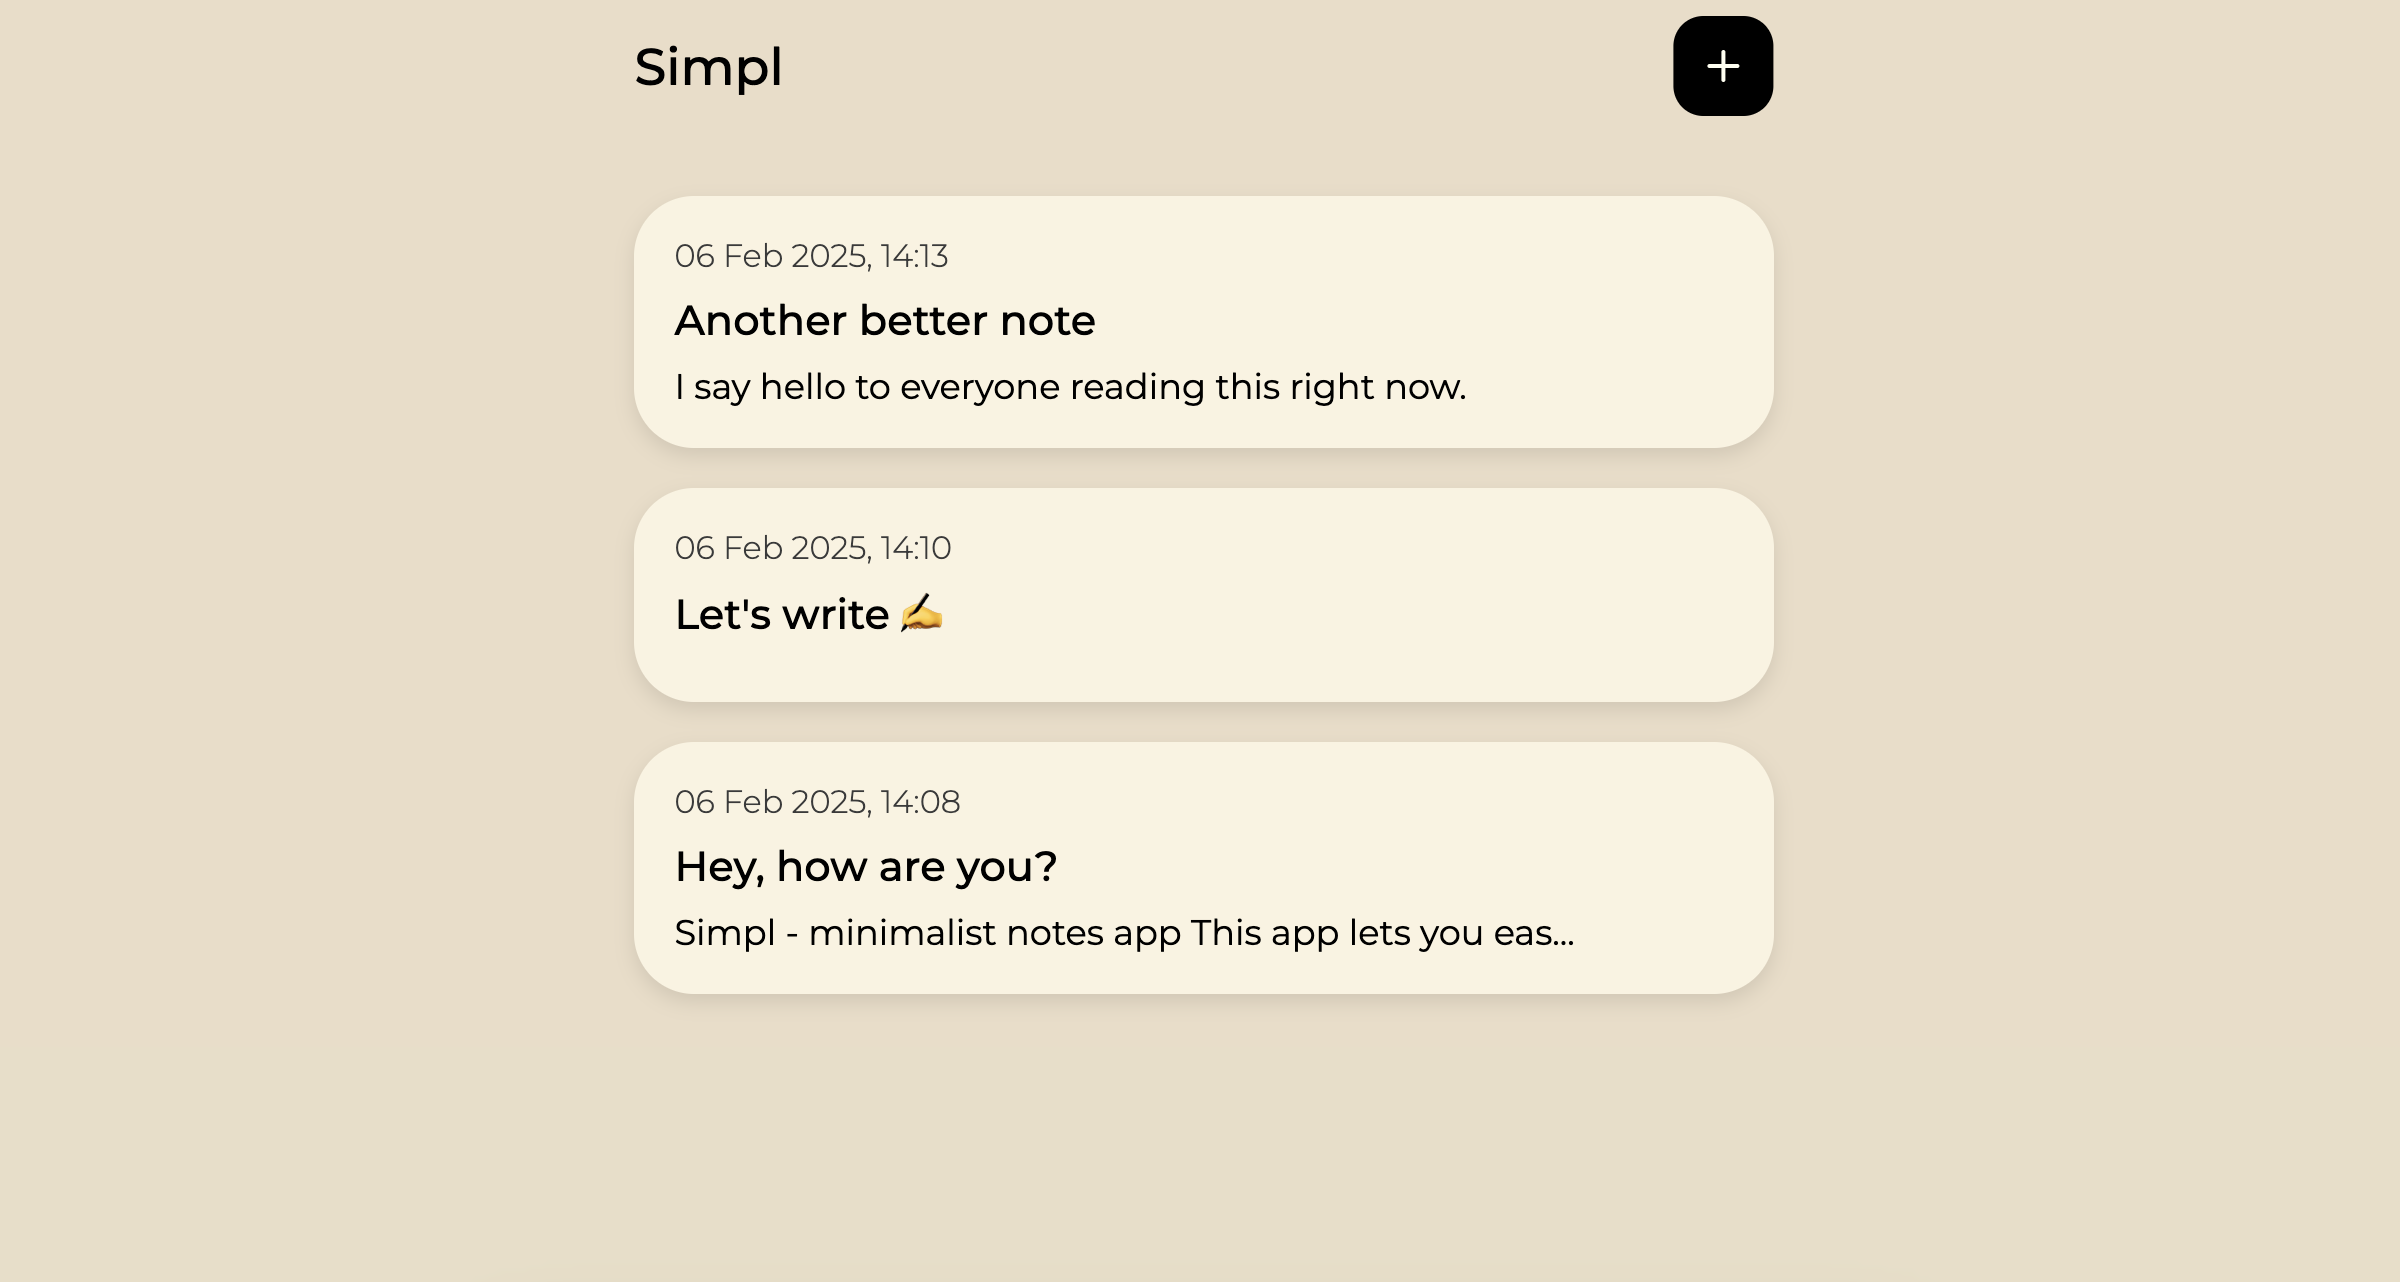 Simpl
06 Feb 2025, 14:13
Another better note
I say hello to everyone reading this right now.
06 Feb 2025, 14:10
Let's write ✍️
06 Feb 2025, 14:08
Hey, how are you?
Simpl - minimalist notes app This app lets you eas...